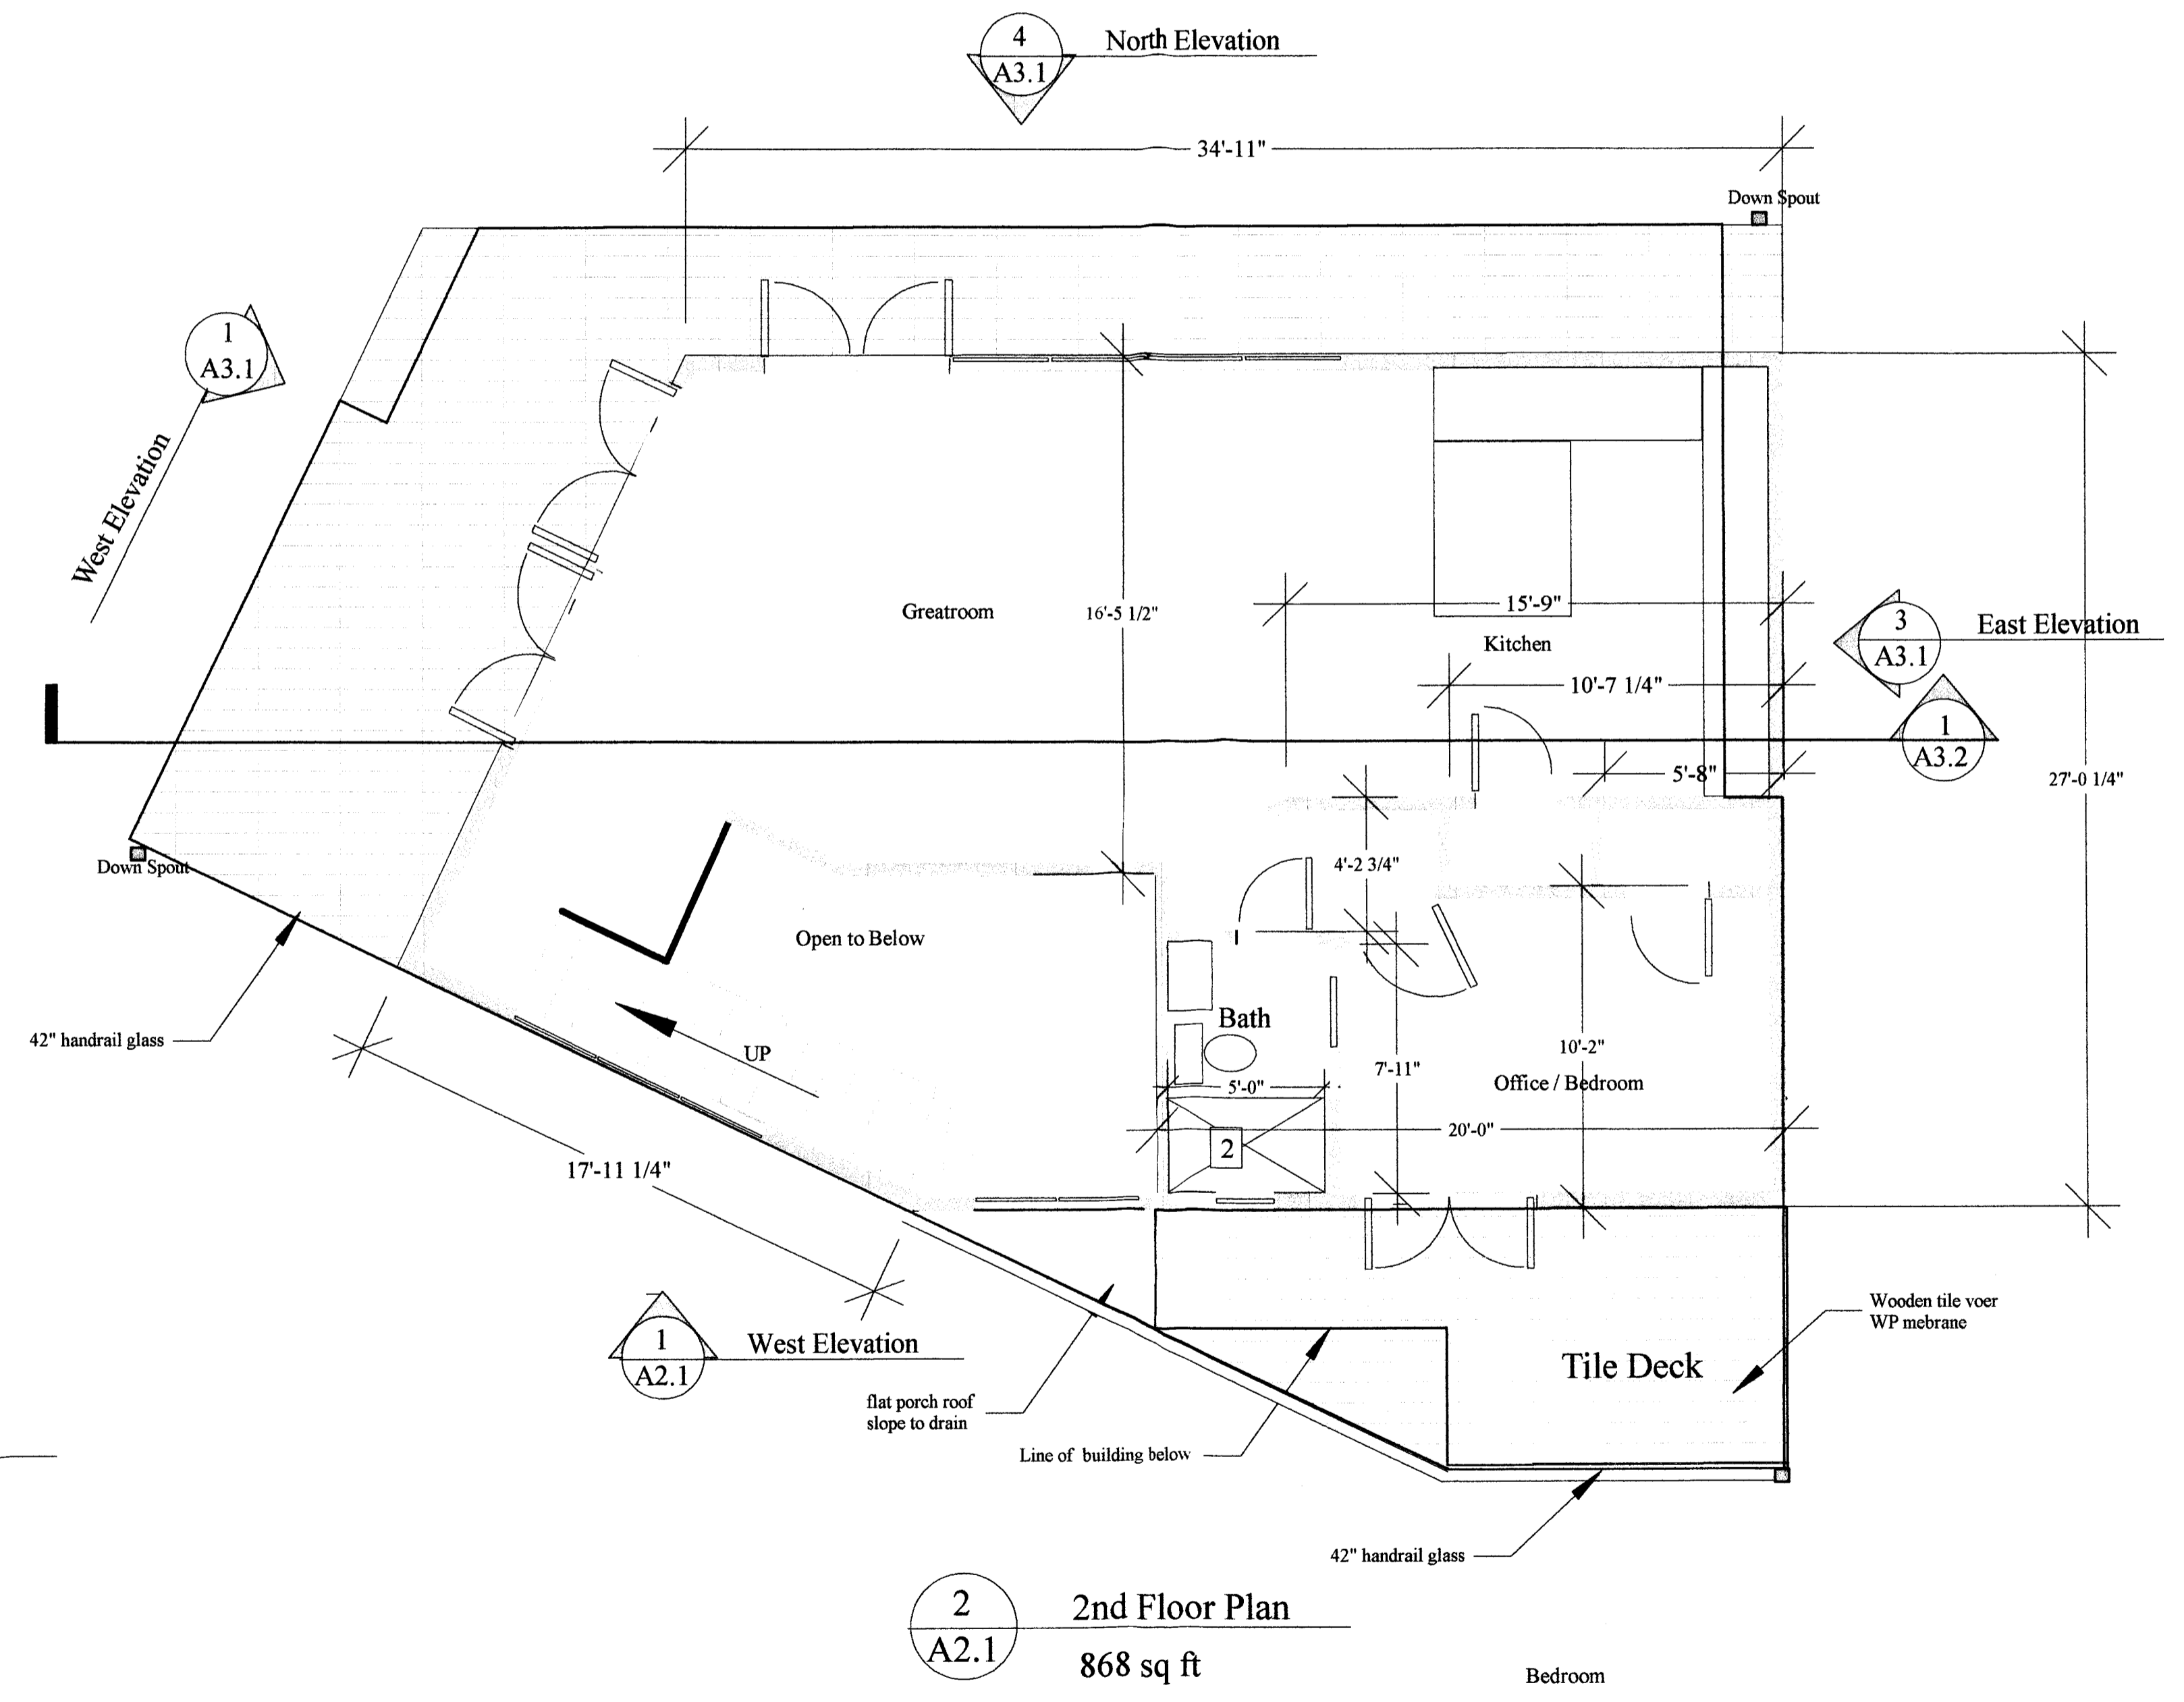 4
A3.1
North Elevation
34'-11"
Down Spout
1
A3.1
West Elevation
Greatroom
16'-5 1/2"
15'-9"
Kitchen
10'-7 1/4"
3
A3.1
East Elevation
1
A3.2
5'-8"
27'-0 1/4"
Down Spout
4'-2 3/4"
Open to Below
42" handrail glass
UP
Bath
7'-11"
10'-2"
Office / Bedroom
5'-0"
20'-0"
2
17'-11 1/4"
1
A2.1
West Elevation
Wooden tile voer
WP mebrane
Tile Deck
flat porch roof
slope to drain
Line of building below
42" handrail glass
2
A2.1
2nd Floor Plan
868 sq ft
Bedroom